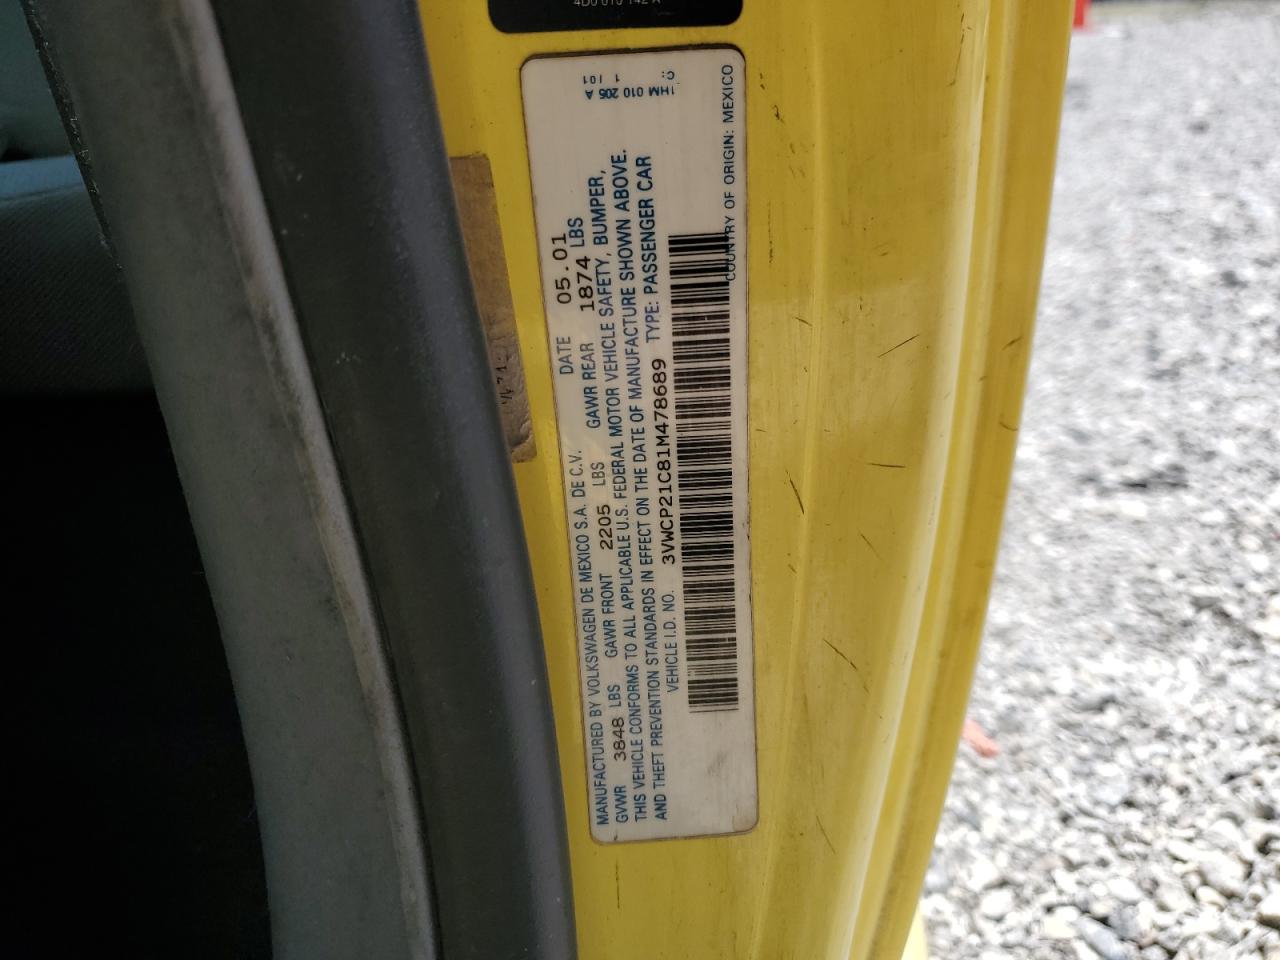 4D0 010 142 A
MANUFACTURED BY VOLKSWAGEN DE MEXICO S.A. DE C.V. DATE 05.01
GVWR 3848 LBS GAWR FRONT 2205 LBS GAWR REAR 1874 LBS
THIS VEHICLE CONFORMS TO ALL APPLICABLE U.S. FEDERAL MOTOR VEHICLE SAFETY, BUMPER,
AND THEFT PREVENTION STANDARDS IN EFFECT ON THE DATE OF MANUFACTURE SHOWN ABOVE.
VEHICLE I.D. NO. 3VWCP21C81M478689 TYPE: PASSENGER CAR
COUNTRY OF ORIGIN: MEXICO
1HM 010 205 A